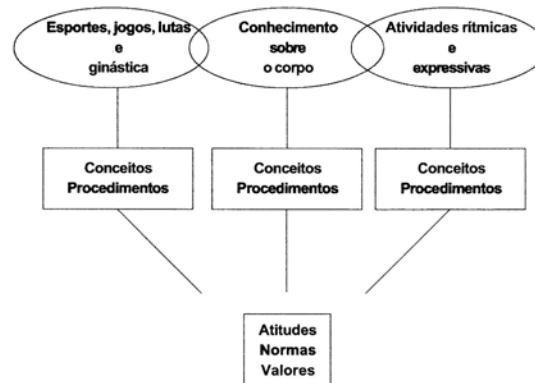 Esportes, jogos, lutas
e
ginástica
Conhecimento
sobre
o corpo
Atividades rítmicas
e
expressivas
Conceitos
Procedimentos
Conceitos
Procedimentos
Conceitos
Procedimentos
Atitudes
Normas
Valores